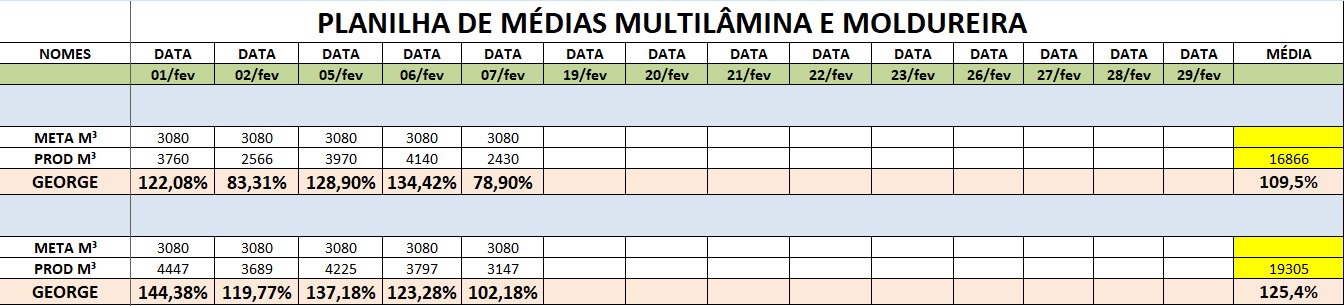 PLANILHA DE MÉDIAS MULTILÂMINA E MOLDUREIRA
NOMES DATA DATA DATA DATA DATA DATA DATA DATA DATA DATA DATA DATA DATA DATA MÉDIA
01/fev 02/fev 05/fev 06/fev 07/fev 19/fev 20/fev 21/fev 22/fev 23/fev 26/fev 27/fev 28/fev 29/fev
META M³ 3080 3080 3080 3080 3080
PROD M³ 3760 2566 3970 4140 2430 16866
GEORGE 122,08% 83,31% 128,90% 134,42% 78,90% 109,5%
META M³ 3080 3080 3080 3080 3080
PROD M³ 4447 3689 4225 3797 3147 19305
GEORGE 144,38% 119,77% 137,18% 123,28% 102,18% 125,4%